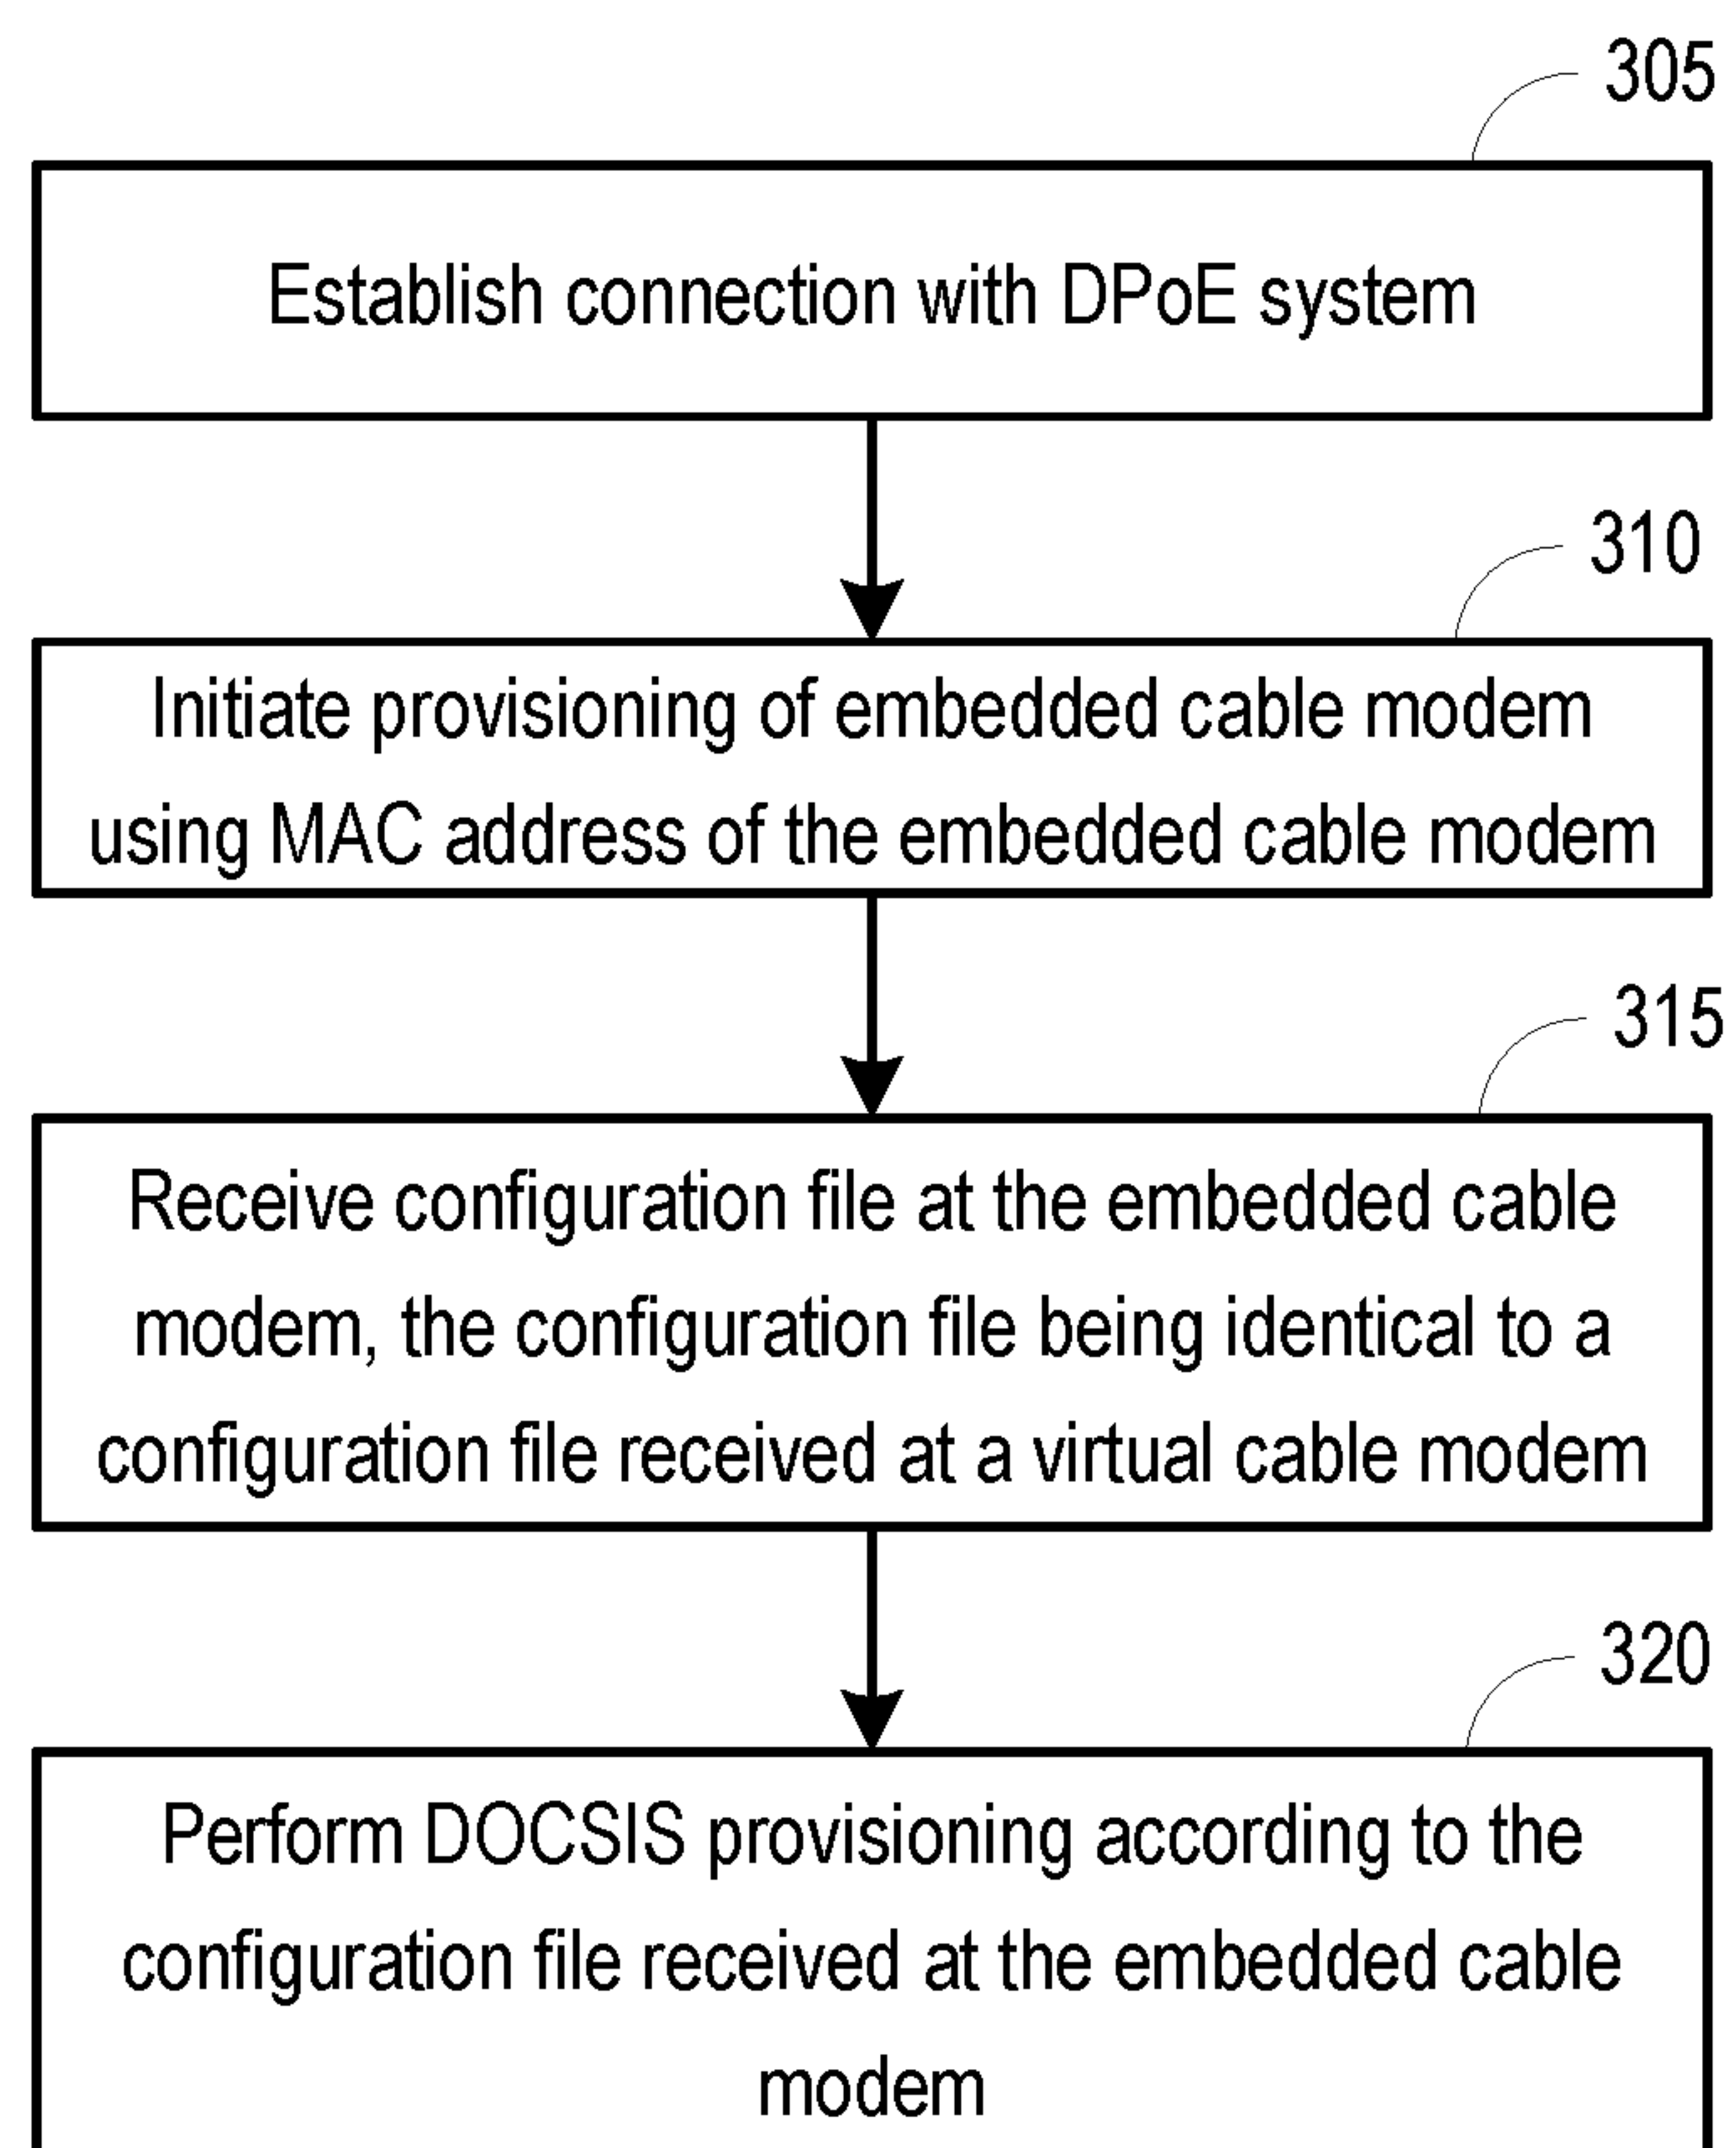 305
Establish connection with DPoE system
310
Initiate provisioning of embedded cable modem
using MAC address of the embedded cable modem
315
Receive configuration file at the embedded cable
modem, the configuration file being identical to a
configuration file received at a virtual cable modem
320
Perform DOCSIS provisioning according to the
configuration file received at the embedded cable
modem